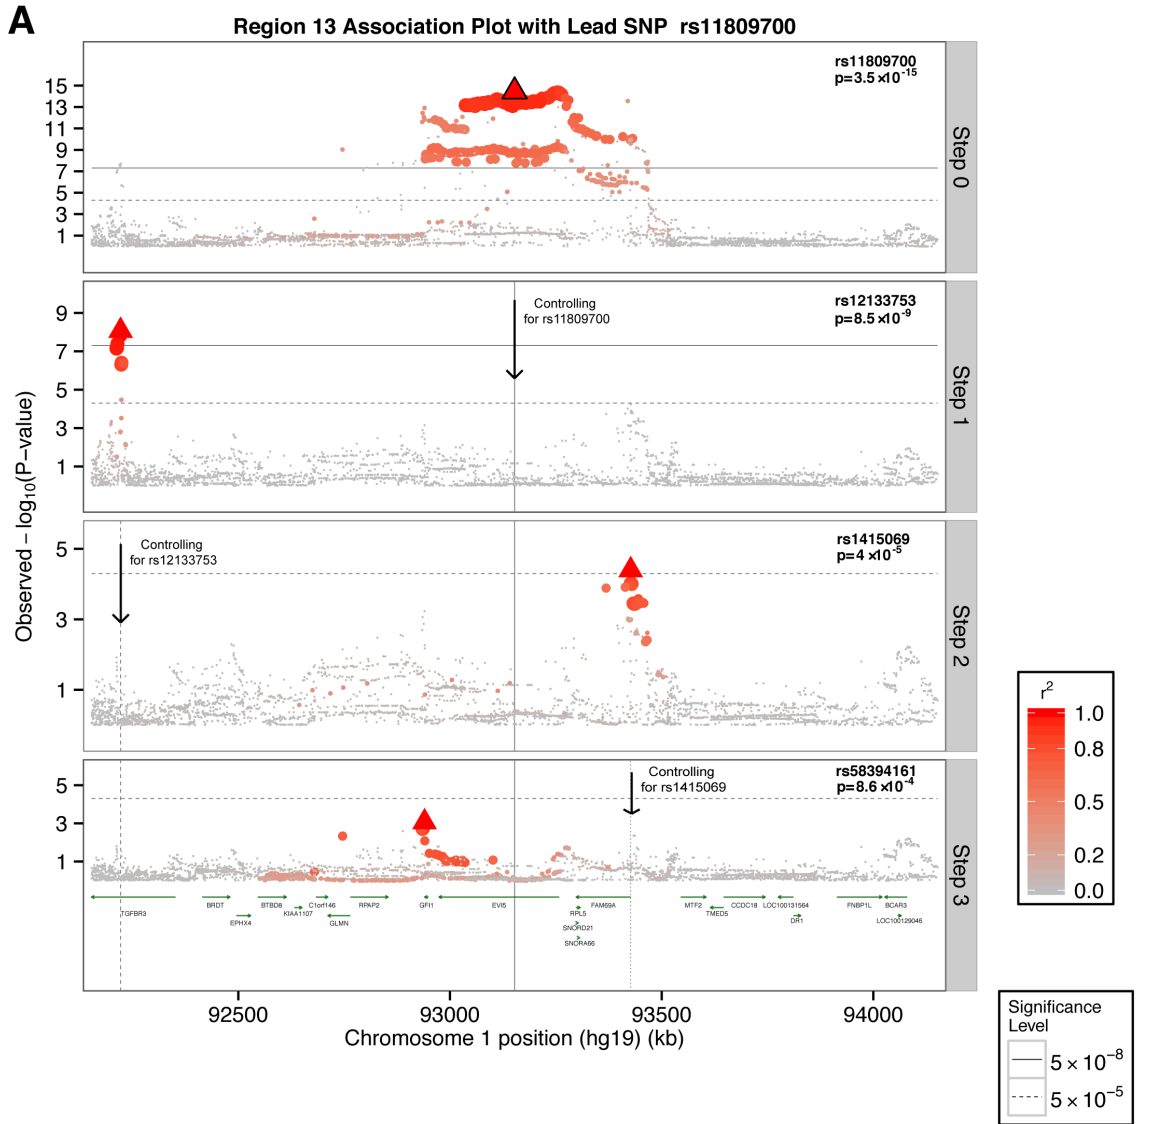 A
Region 13 Association Plot with Lead SNP rs11809700
Observed −log10(P−value)
15
13
11
9
7
5
3
1
rs11809700
p=3.5×10-15
Step 0
9
7
5
3
1
Controlling
for rs11809700
rs12133753
p=8.5×10-9
Step 1
5
3
1
Controlling
for rs12133753
rs1415069
p=4×10-5
Step 2
5
3
1
Controlling
for rs1415069
rs58394161
p=8.6×10-4
Step 3
TGFBR3
BRDT
EPHX4
BTBD8
KIAA1107
C1orf146
GLMN
RPAP2
GFI1
EVI5
RPL5
SNORD21
SNORA66
FAM69A
MTF2
TMED5
CCDC18
LOC100131564
DR1
FNBP1L
BCAR3
LOC100129046
92500
93000
93500
94000
Chromosome 1 position (hg19) (kb)
r2
1.0
0.8
0.5
0.2
0.0
Significance
Level
5 × 10−8
5 × 10−5